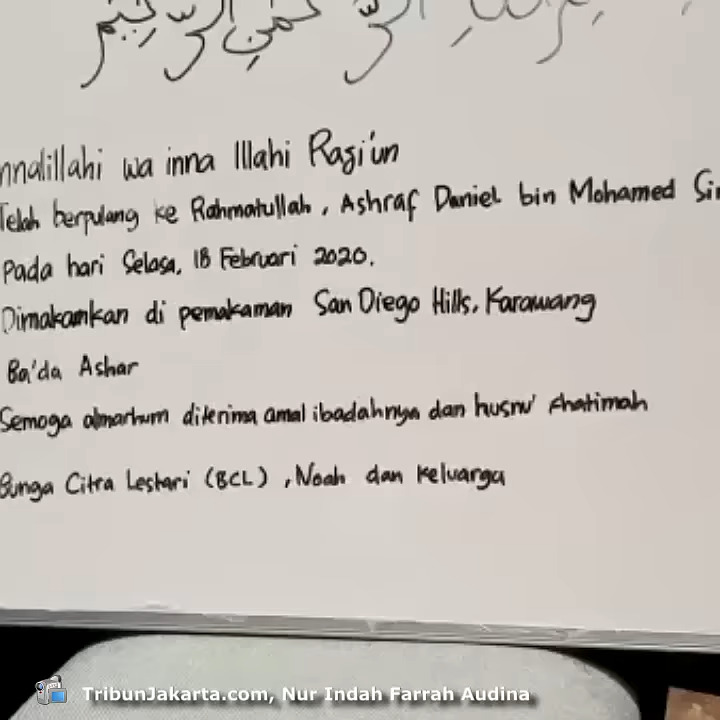 nnalillahi wa inna Illahi Raji'un
Telah berpulang ke Rahmatullah, Ashraf Daniel bin Mohamed Sin
Pada hari Selasa, 18 Februari 2020.
Dimakamkan di pemakaman San Diego Hills, Karawang
Ba'da Ashar
Semoga almarhum diterima amal ibadahnya dan husnu' khatimah
Bunga Citra Lestari (BCL), Noah dan keluarga
TribunJakarta.com, Nur Indah Farrah Audina